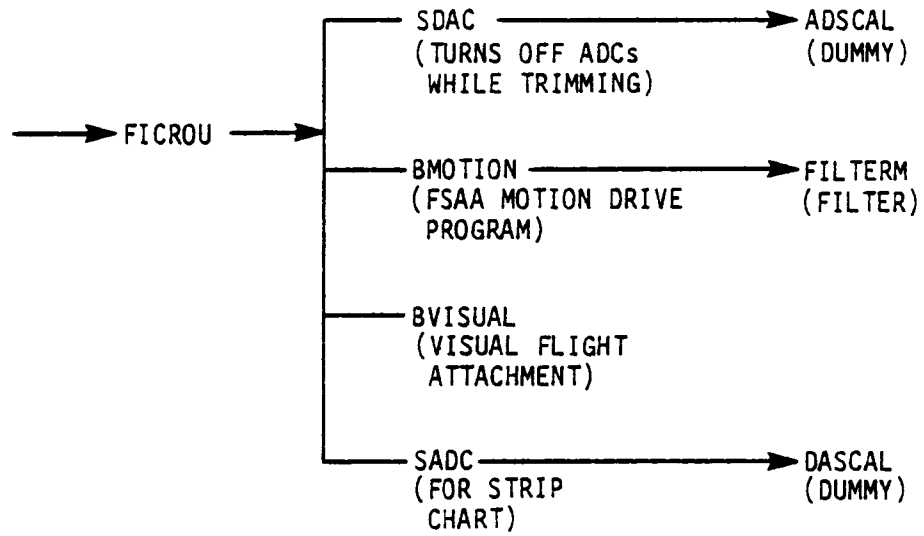 SDAC
(TURNS OFF ADCs
WHILE TRIMMING)
ADSCAL
(DUMMY)
FICROU
BMOTION
(FSAA MOTION DRIVE
PROGRAM)
FILTERM
(FILTER)
BVISUAL
(VISUAL FLIGHT
ATTACHMENT)
SADC
(FOR STRIP
CHART)
DASCAL
(DUMMY)